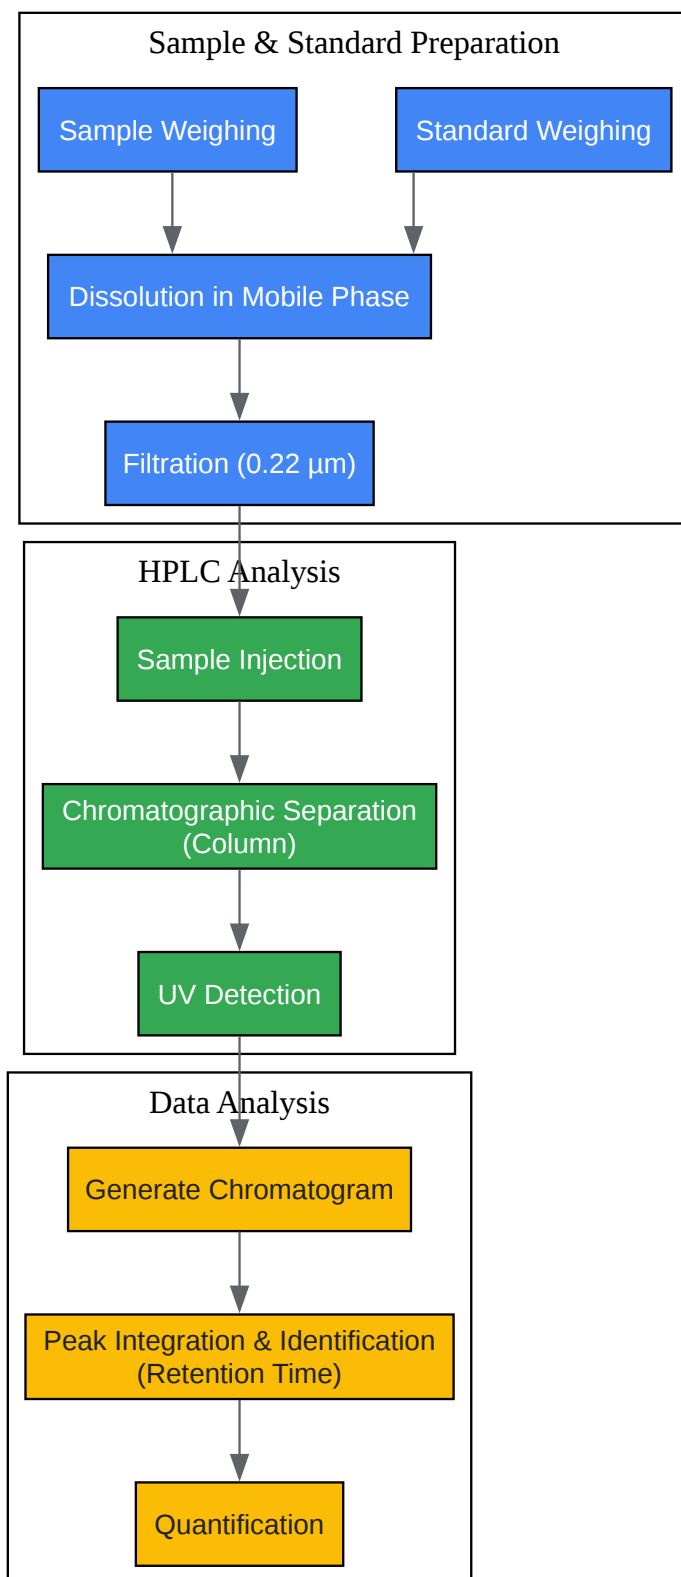 Sample & Standard Preparation
Sample Weighing
Standard Weighing
Dissolution in Mobile Phase
Filtration (0.22 µm)
HPLC Analysis
Sample Injection
Chromatographic Separation
(Column)
UV Detection
Data Analysis
Generate Chromatogram
Peak Integration & Identification
(Retention Time)
Quantification